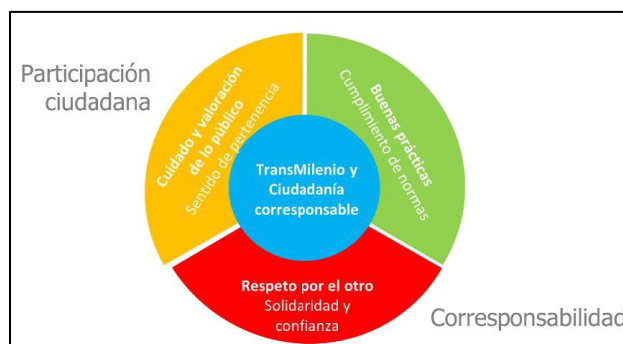 Participación
ciudadana
Cuidado y valoración
de lo público
Sentido de pertenencia
Buenas prácticas
Cumplimiento de normas
TransMilenio y
Ciudadanía
corresponsable
Respeto por el otro
Solidaridad y
confianza
Corresponsabilidad